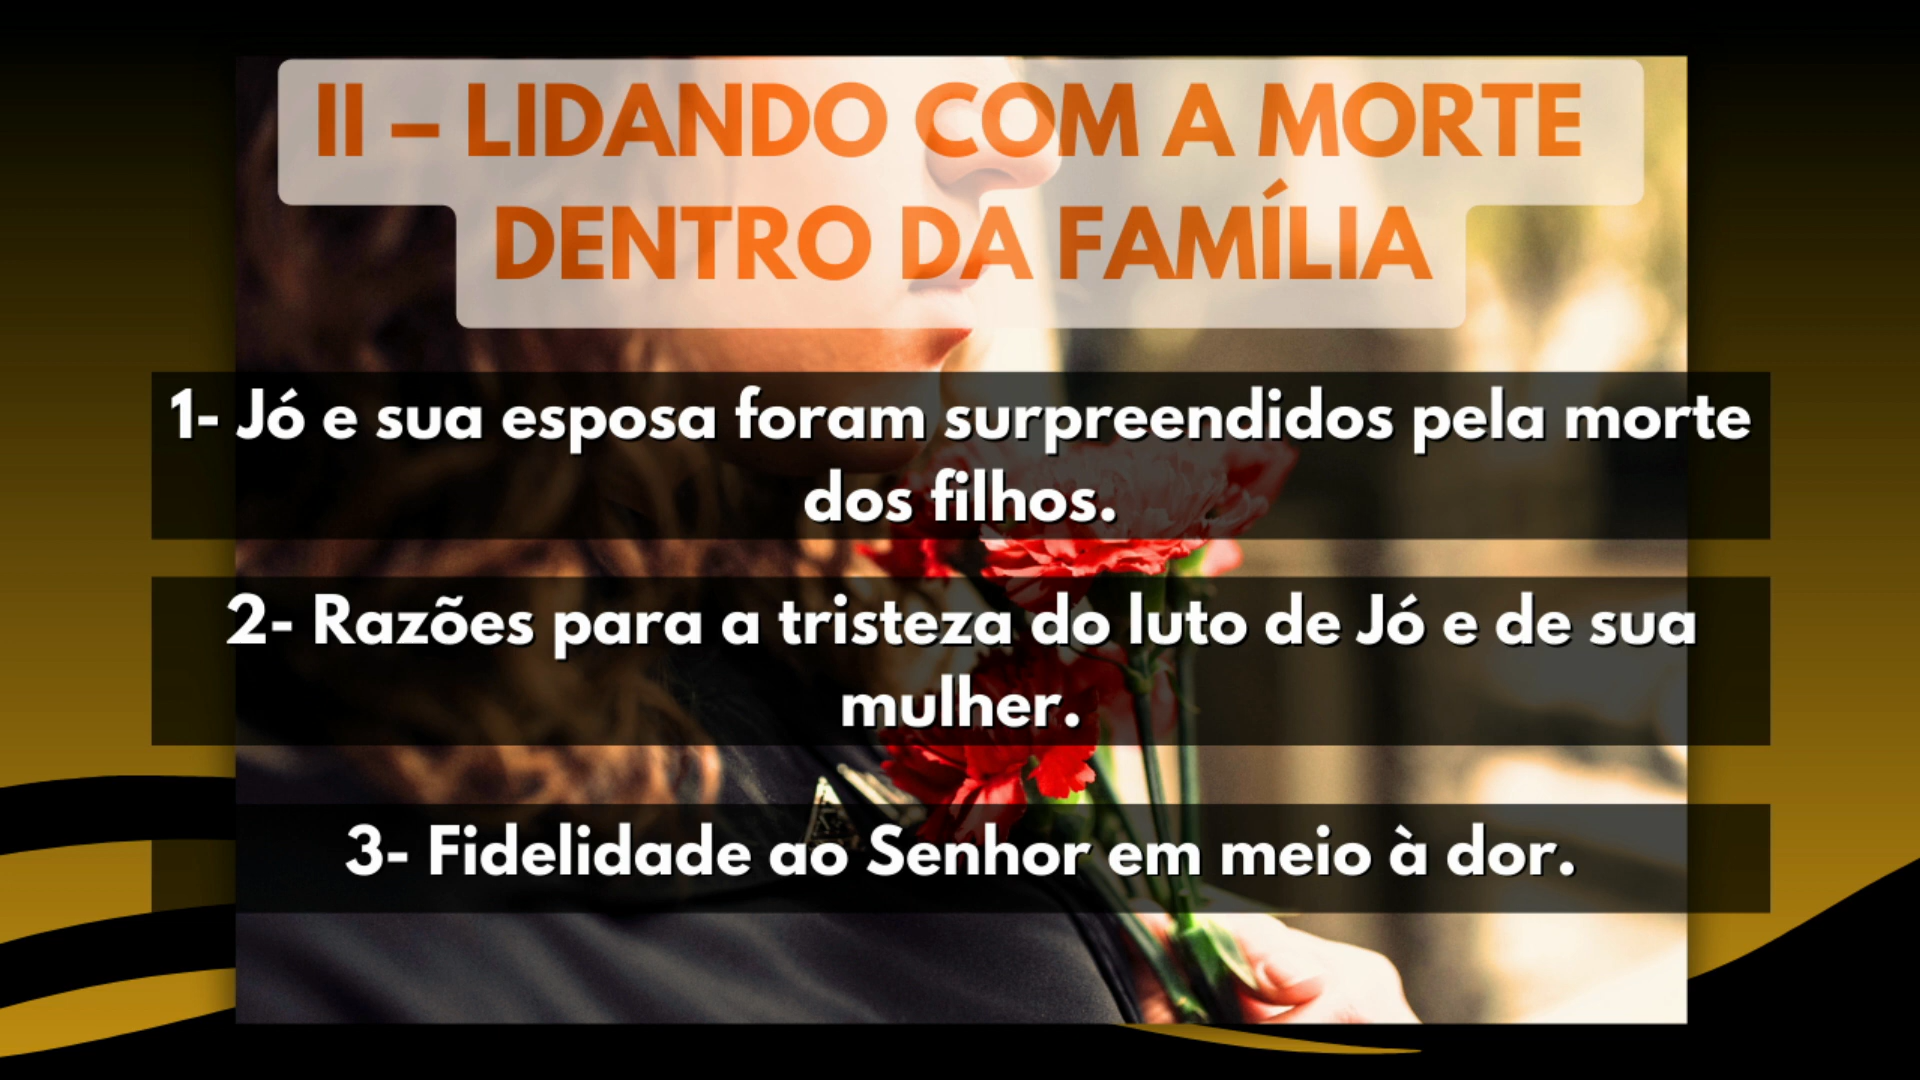 II – LIDANDO COM A MORTE
DENTRO DA FAMÍLIA
1- Jó e sua esposa foram surpreendidos pela morte
dos filhos.
2- Razões para a tristeza do luto de Jó e de sua
mulher.
3- Fidelidade ao Senhor em meio à dor.